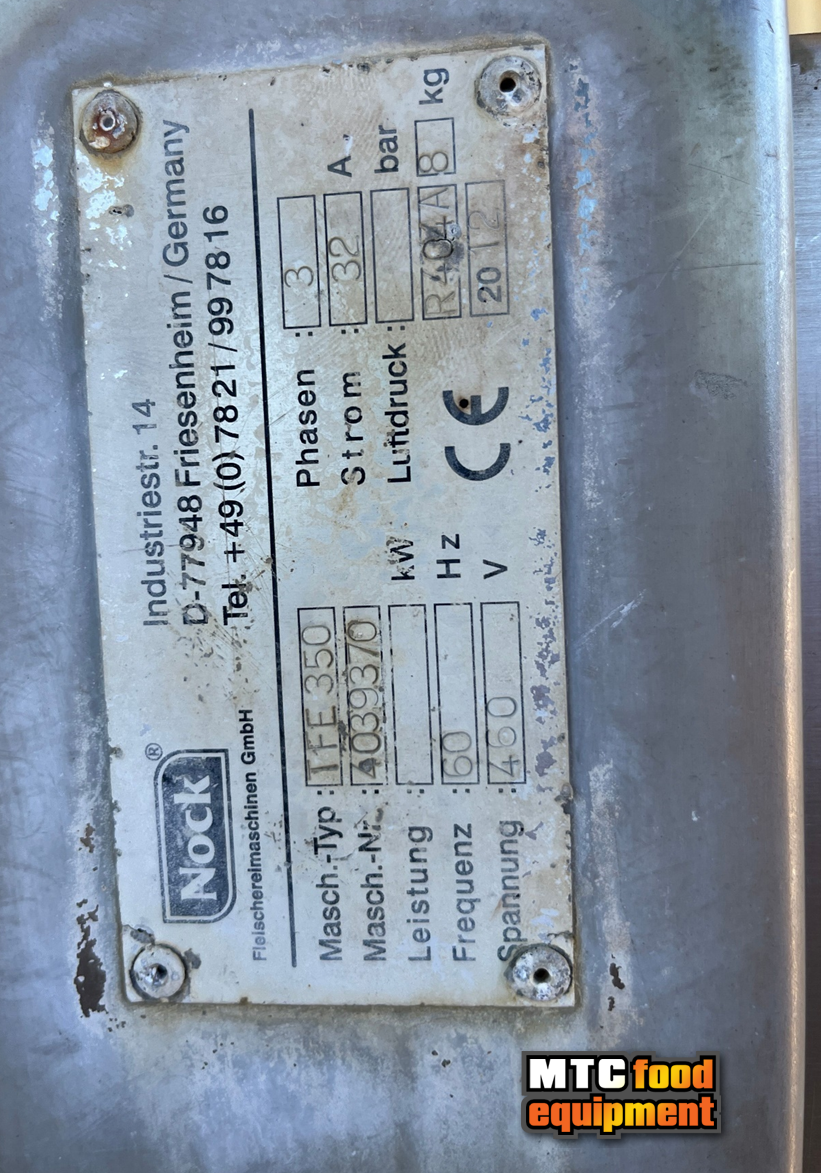 Nock®
Fleischereimaschinen GmbH
Industriestr. 14
D-77948 Friesenheim / Germany
Tel. +49 (0) 78 21 / 99 78 16
Masch.-Typ : TFE 350 Phasen : 3
Masch.-Nr. : 4039370 Strom : 32 A
Leistung : kW Luftdruck : bar
Frequenz : 60 Hz CE R404A 8 kg
Spannung : 460 V 2012
MTC food
equipment